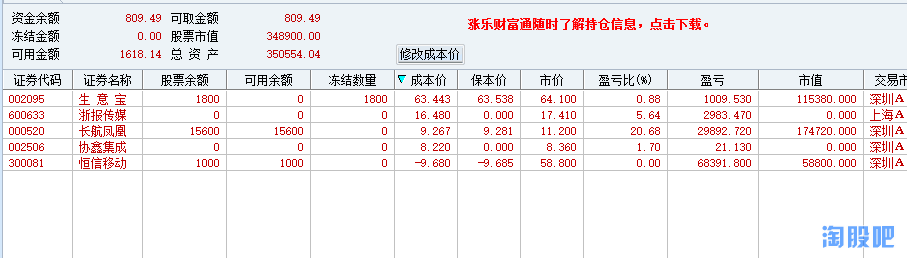 资金余额 809.49 可取金额 809.49
涨乐财富通随时了解持仓信息，点击下载。
冻结金额 0.00 股票市值 348900.00
可用金额 1618.14 总 资 产 350554.04 修改成本价
证券代码 证券名称 股票余额 可用余额 冻结数量 成本价 保本价 市价 盈亏比(%) 盈亏 市值 交易市
002095 生 意 宝 1800 0 1800 63.443 63.538 64.100 0.88 1009.530 115380.000 深圳A
600633 浙报传媒 0 0 0 16.480 0.000 17.410 5.64 2983.470 0.000 上海A
000520 长航凤凰 15600 15600 0 9.267 9.281 11.200 20.68 29892.720 174720.000 深圳A
002506 协鑫集成 0 0 0 8.220 0.000 8.360 1.70 21.130 0.000 深圳A
300081 恒信移动 1000 1000 0 -9.680 -9.685 58.800 0.00 68391.800 58800.000 深圳A
淘股吧